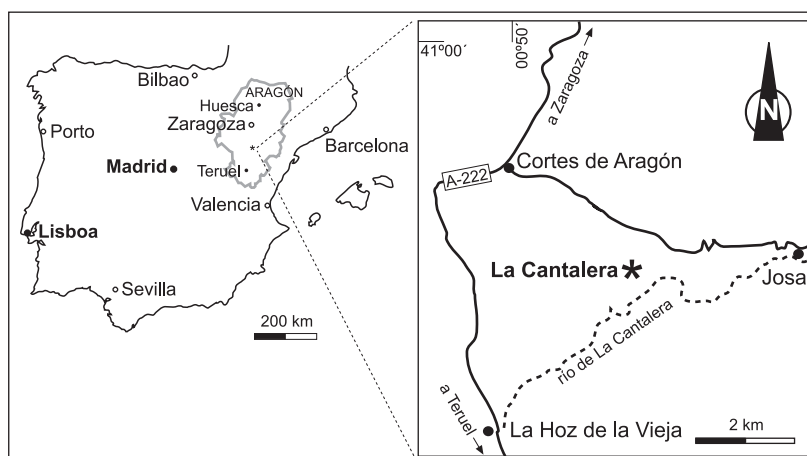 Bilbao
ARAGÓN
Huesca
Zaragoza
Porto
Barcelona
Madrid
Teruel
Valencia
Lisboa
Sevilla
200 km
41°00´
00°50´
a Zaragoza
N
Cortes de Aragón
A-222
La Cantalera
Josa
río de La Cantalera
a Teruel
La Hoz de la Vieja
2 km